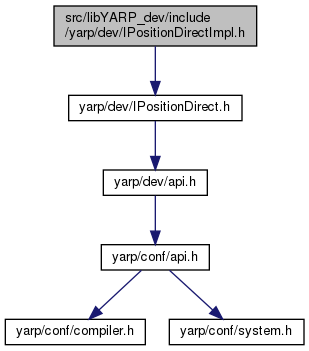 src/libYARP_dev/include
/yarp/dev/IPositionDirectImpl.h
yarp/dev/IPositionDirect.h
yarp/dev/api.h
yarp/conf/api.h
yarp/conf/compiler.h
yarp/conf/system.h